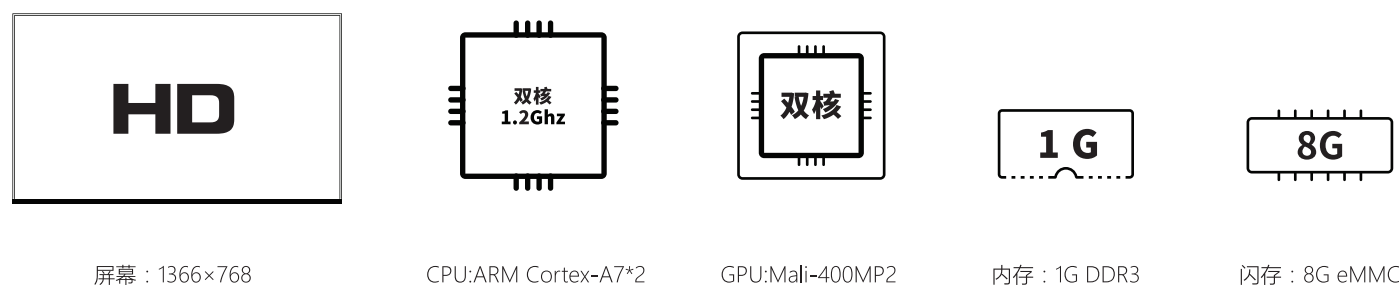 HD
双核
1.2Ghz
双核
1 G
8G
屏幕：1366×768
CPU:ARM Cortex-A7*2
GPU:Mali-400MP2
内存：1G DDR3
闪存：8G eMMC